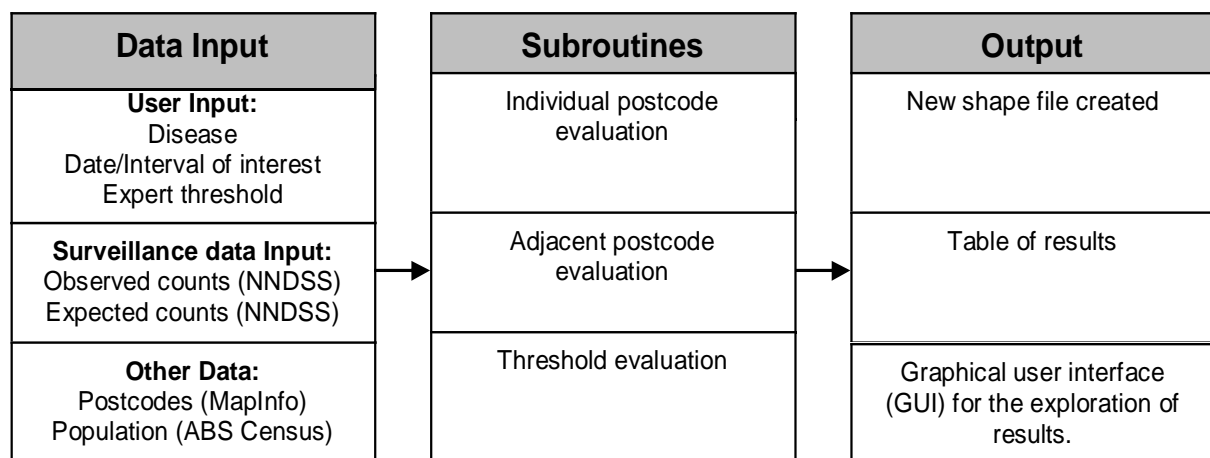 Data Input
User Input:
Disease
Date/Interval of interest
Expert threshold
Surveillance data Input:
Observed counts (NNDSS)
Expected counts (NNDSS)
Other Data:
Postcodes (MapInfo)
Population (ABS Census)
Subroutines
Individual postcode
evaluation
Adjacent postcode
evaluation
Threshold evaluation
Output
New shape file created
Table of results
Graphical user interface
(GUI) for the exploration of
results.